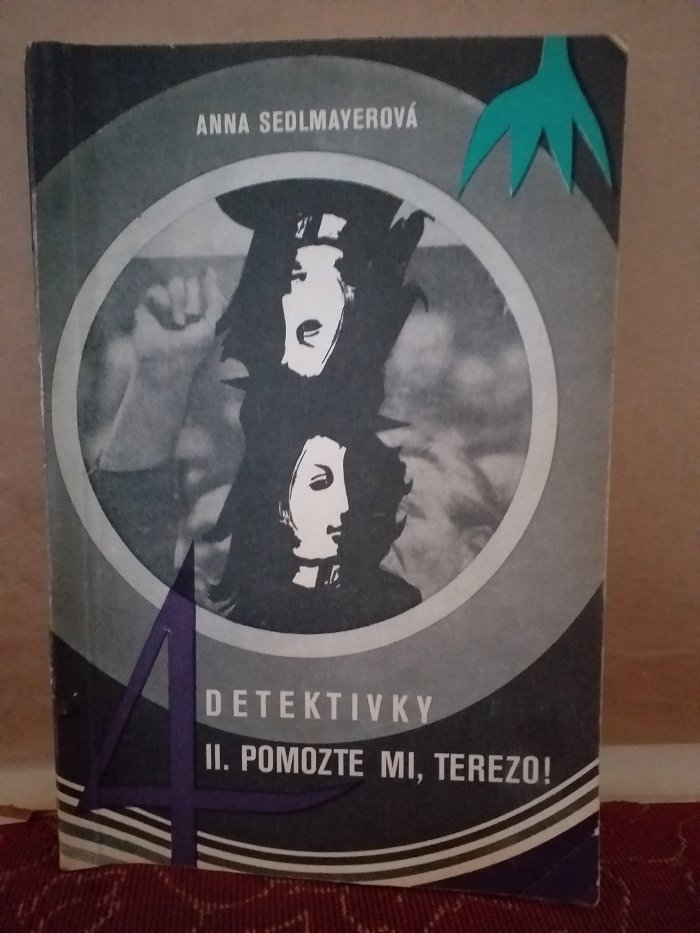 ANNA SEDLMAYEROVÁ
4 DETEKTIVKY
II. POMOZTE MI, TEREZO!